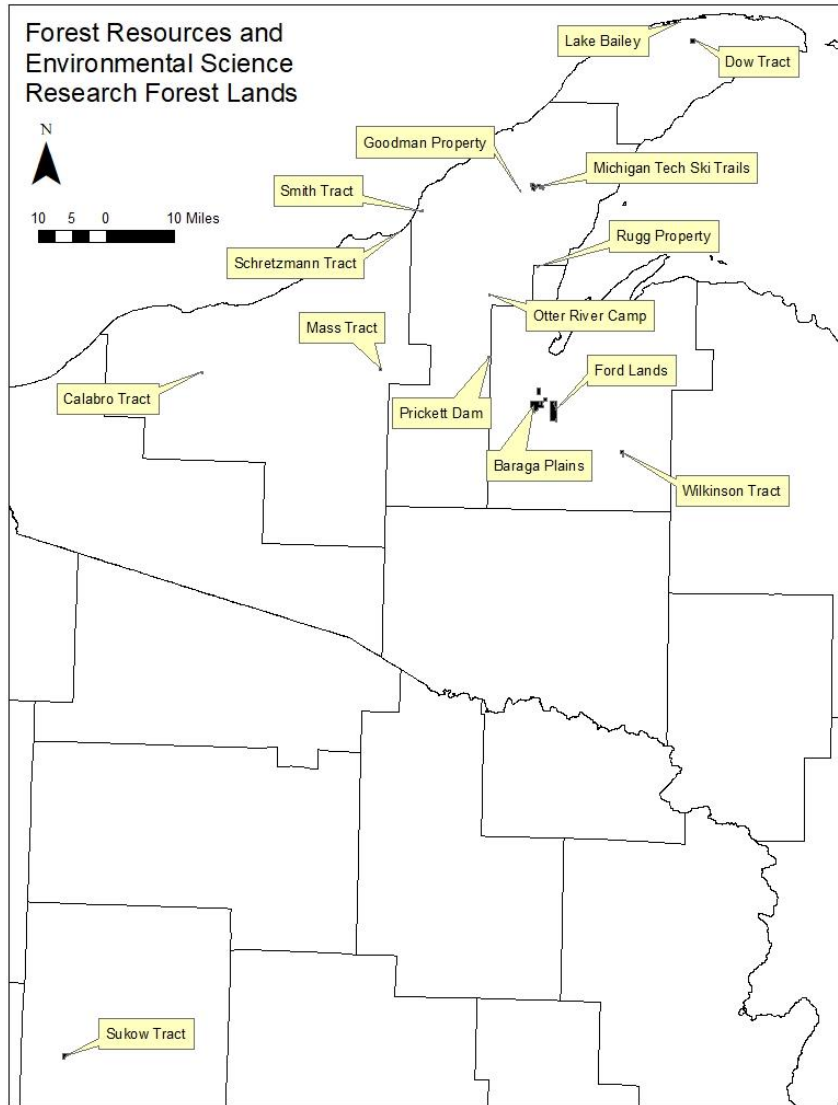 Forest Resources and
Environmental Science
Research Forest Lands
N
10 5 0 10 Miles
Lake Bailey
Dow Tract
Goodman Property
Michigan Tech Ski Trails
Smith Tract
Rugg Property
Schretzmann Tract
Otter River Camp
Mass Tract
Ford Lands
Calabro Tract
Prickett Dam
Baraga Plains
Wilkinson Tract
Sukow Tract